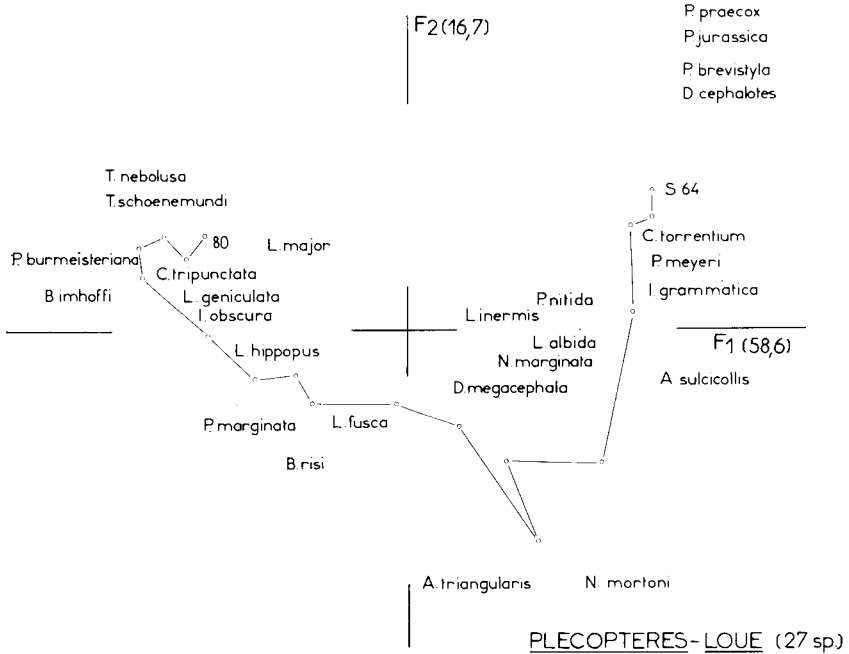 P. praecox
F2 (16,7)
P. jurassica
P. brevistyla
D cephalotes
T. nebolusa
S 64
T. schoenemundi
80
L. major
C. torrentium
P. burmeisteriana
C. tripunctata
P. meyeri
B imhoffi
L. geniculata
P. nitida
I. grammatica
I. obscura
L. inermis
L. albida
F1 (58,6)
L. hippopus
N. marginata
D. megacephala
A sulcicollis
P. marginata
L. fusca
B. risi
A. triangularis
N. mortoni
PLECOPTERES - LOUE (27 sp.)